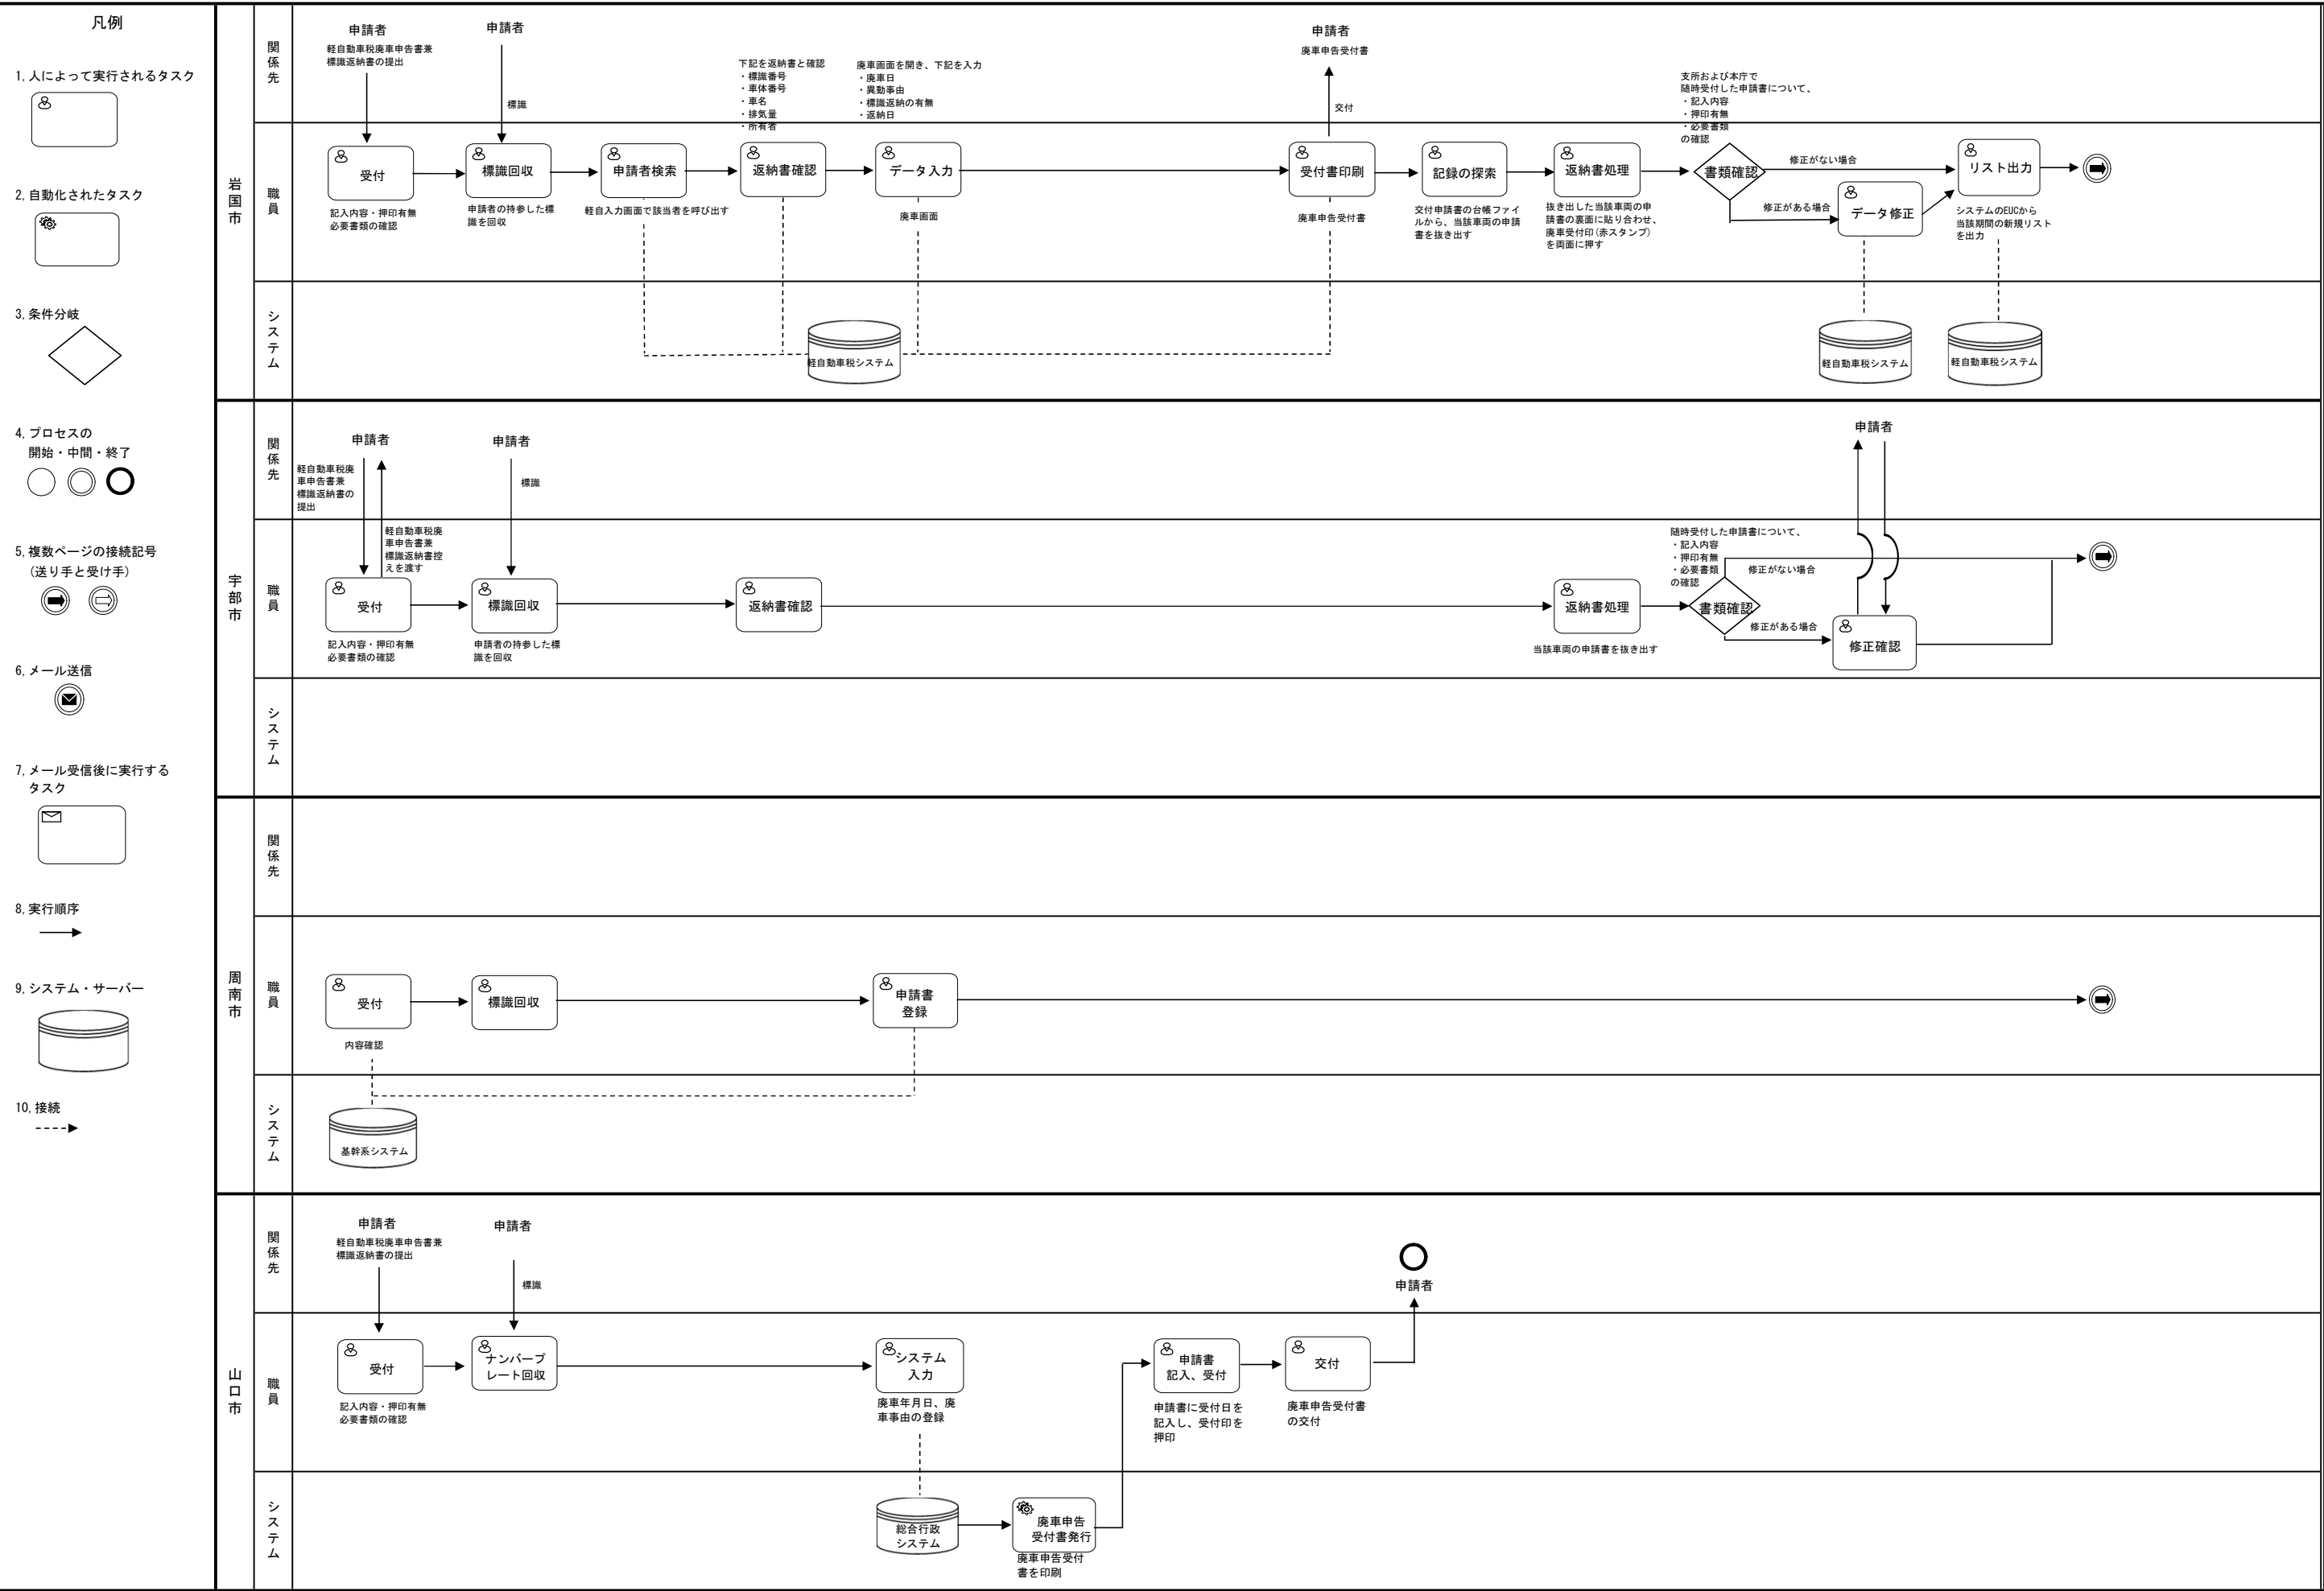 凡例
1,人によって実行されるタスク
2,自動化されたタスク
3,条件分岐
4,プロセスの
開始・中間・終了
5,複数ページの接続記号
(送り手と受け手)
6,メール送信
7,メール受信後に実行する
タスク
8,実行順序
9,システム・サーバー
10,接続
岩国市
関係先
職員
システム
申請者
軽自動車税廃車申告書兼
標識返納書の提出
申請者
標識
下記を返納書と確認
・標識番号
・車体番号
・車名
・排気量
・所有者
廃車画面を開き、下記を入力
・廃車日
・異動事由
・標識返納の有無
・返納日
申請者
廃車申告受付書
交付
支所および本庁で
随時受付した申請書について、
・記入内容
・押印有無
・必要書類
の確認
受付
標識回収
申請者検索
返納書確認
データ入力
受付書印刷
記録の探索
返納書処理
書類確認
修正がない場合
修正がある場合
データ修正
リスト出力
記入内容・押印有無
必要書類の確認
申請者の持参した標
識を回収
軽自入力画面で該当者を呼び出す
廃車画面
廃車申告受付書
交付申請書の台帳ファイ
ルから、当該車両の申請
書を抜き出す
抜き出した当該車両の申
請書の裏面に貼り合わせ、
廃車受付印(赤スタンプ)
を両面に押す
システムのEUCから
当該期間の新規リスト
を出力
軽自動車税システム
軽自動車税システム
軽自動車税システム
宇部市
関係先
職員
システム
申請者
軽自動車税廃
車申告書兼
標識返納書の
提出
軽自動車税廃
車申告書兼
標識返納書控
えを渡す
申請者
標識
申請者
随時受付した申請書について、
・記入内容
・押印有無
・必要書類
の確認
受付
標識回収
返納書確認
返納書処理
書類確認
修正がない場合
修正がある場合
修正確認
記入内容・押印有無
必要書類の確認
申請者の持参した標
識を回収
当該車両の申請書を抜き出す
周南市
関係先
職員
システム
受付
標識回収
申請書
登録
内容確認
基幹系システム
山口市
関係先
職員
システム
申請者
軽自動車税廃車申告書兼
標識返納書の提出
申請者
標識
申請者
受付
ナンバープ
レート回収
システム
入力
申請書
記入、受付
交付
記入内容・押印有無
必要書類の確認
廃車年月日、廃
車事由の登録
申請書に受付日を
記入し、受付印を
押印
廃車申告受付書
の交付
総合行政
システム
廃車申告
受付書発行
廃車申告受付
書を印刷